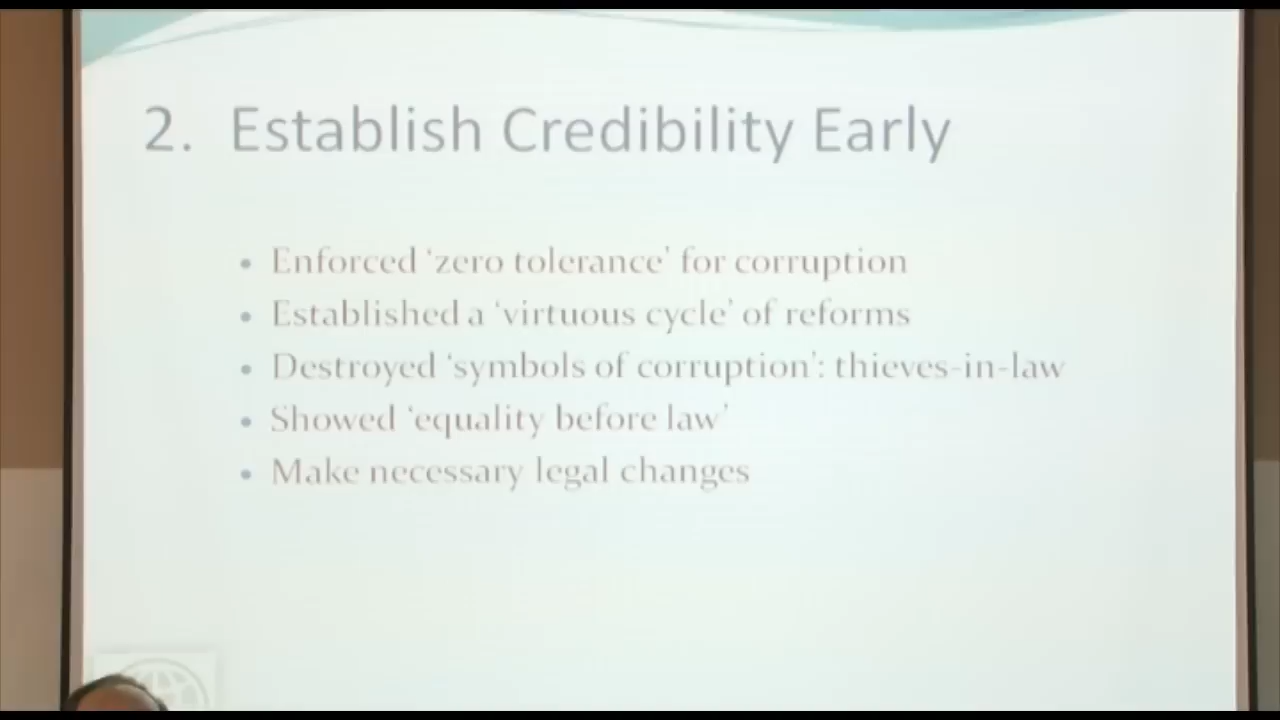 2. Establish Credibility Early
• Enforced ‘zero tolerance’ for corruption
• Established a ‘virtuous cycle’ of reforms
• Destroyed ‘symbols of corruption’: thieves-in-law
• Showed ‘equality before law’
• Make necessary legal changes